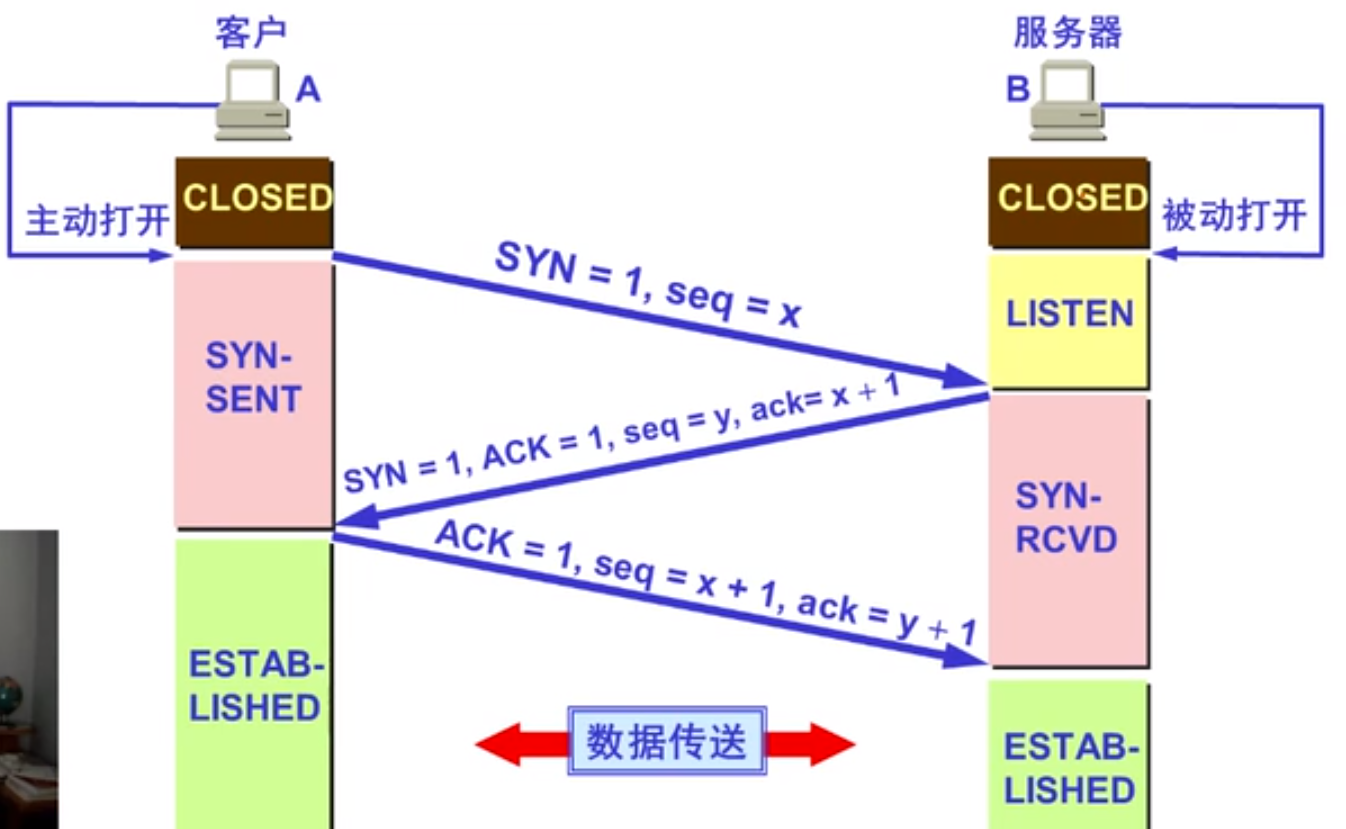 客户
服务器
A
B
CLOSED
CLOSED
主动打开
被动打开
SYN = 1, seq = x
LISTEN
SYN-
SENT
SYN = 1, ACK = 1, seq = y, ack= x + 1
SYN-
RCVD
ACK = 1, seq = x + 1, ack = y + 1
ESTAB-
LISHED
数据传送
ESTAB-
LISHED